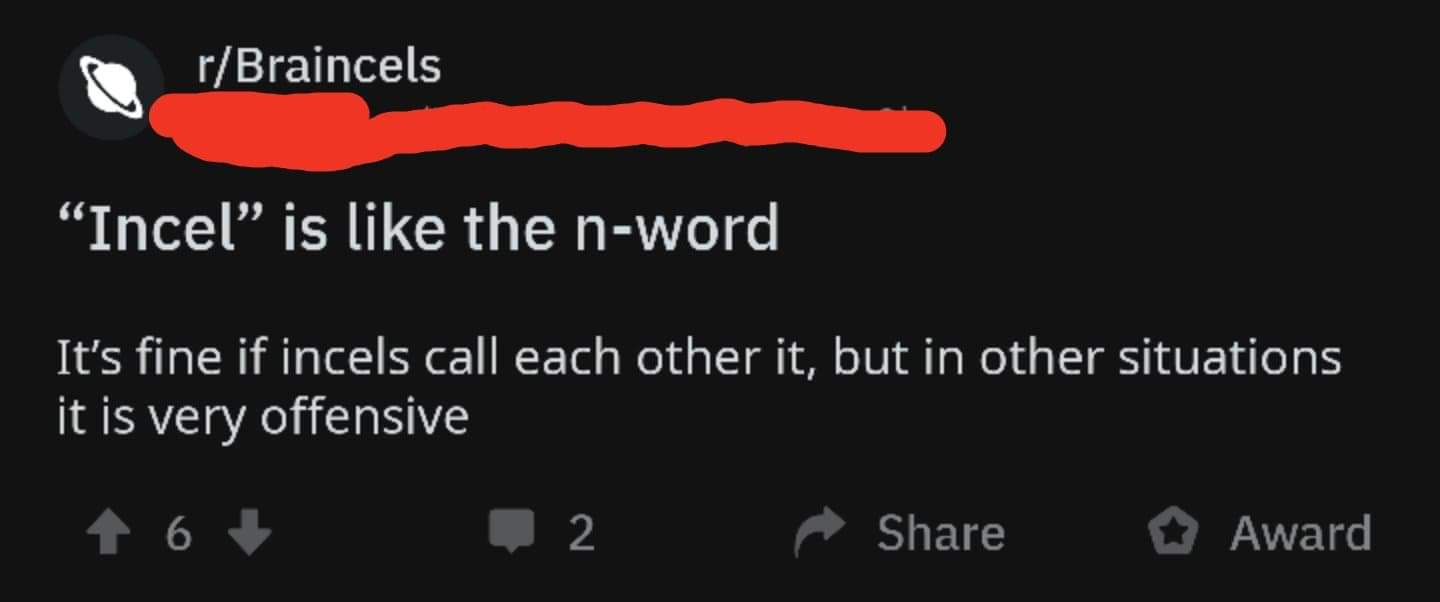 r/Braincels
“Incel” is like the n-word
It’s fine if incels call each other it, but in other situations
it is very offensive
6
2
Share
Award